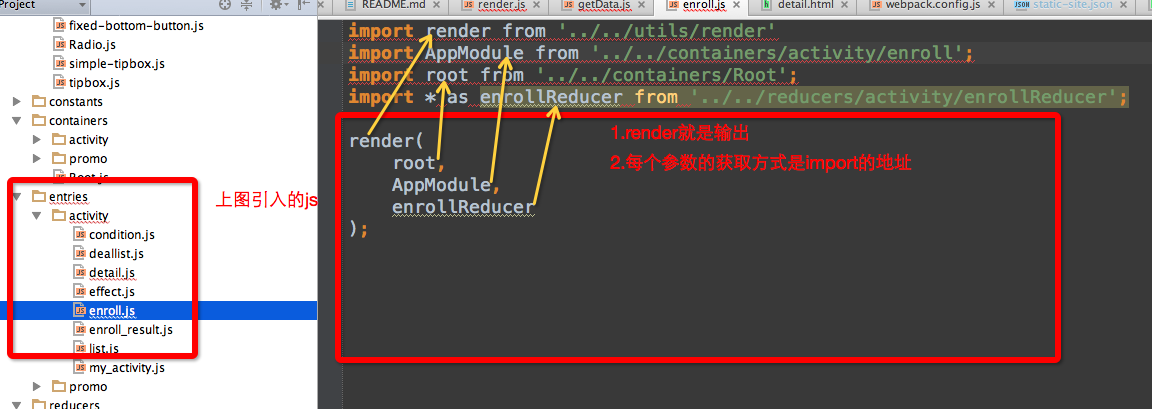 Project
README.md
render.js
getData.js
enroll.js
detail.html
webpack.config.js
static-site.json
fixed-bottom-button.js
Radio.js
simple-tipbox.js
tipbox.js
constants
containers
activity
promo
Root.js
entries
activity
condition.js
deallist.js
detail.js
effect.js
enroll.js
enroll_result.js
list.js
my_activity.js
promo
reducers
上图引入的js
import render from '../../utils/render'
import AppModule from '../../containers/activity/enroll';
import root from '../../containers/Root';
import * as enrollReducer from '../../reducers/activity/enrollReducer';
render(
root,
AppModule,
enrollReducer
);
1.render就是输出
2.每个参数的获取方式是import的地址